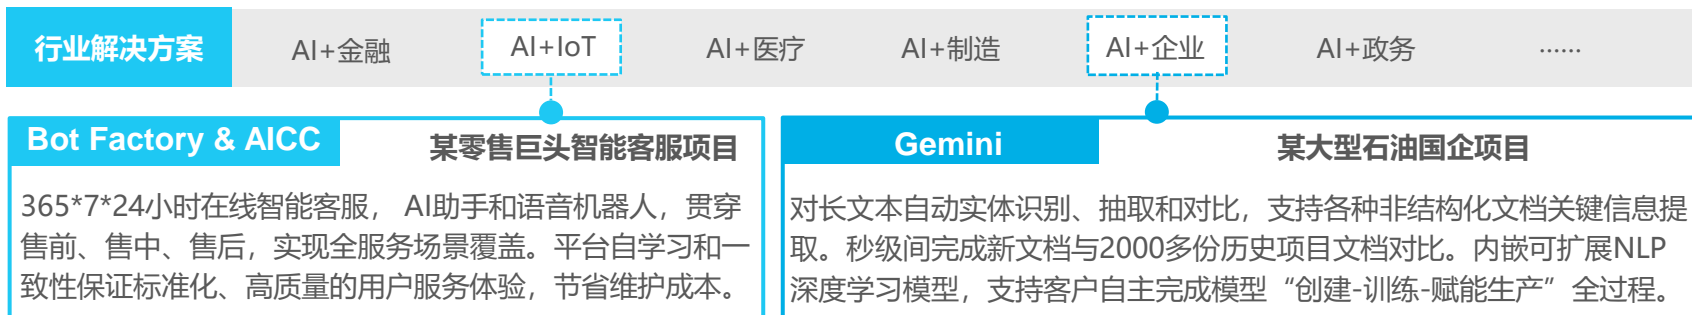 行业解决方案 AI+金融 AI+IoT AI+医疗 AI+制造 AI+企业 AI+政务 ······
Bot Factory & AICC 某零售巨头智能客服项目
365*7*24小时在线智能客服， AI助手和语音机器人，贯穿
售前、售中、售后，实现全服务场景覆盖。平台自学习和一
致性保证标准化、高质量的用户服务体验，节省维护成本。
Gemini 某大型石油国企项目
对长文本自动实体识别、抽取和对比，支持各种非结构化文档关键信息提
取。秒级间完成新文档与2000多份历史项目文档对比。内嵌可扩展NLP
深度学习模型，支持客户自主完成模型“创建-训练-赋能生产”全过程。